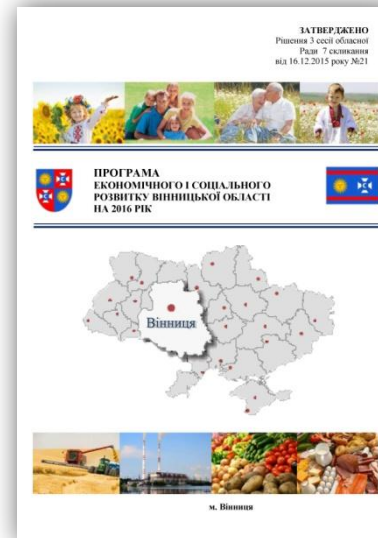 ЗАТВЕРДЖЕНО
Рішення 3 сесії обласної
Ради 7 скликання
від 16.12.2015 року №21
ПРОГРАМА
ЕКОНОМІЧНОГО І СОЦІАЛЬНОГО
РОЗВИТКУ ВІННИЦЬКОЇ ОБЛАСТІ
НА 2016 РІК
Вінниця
м. Вінниця